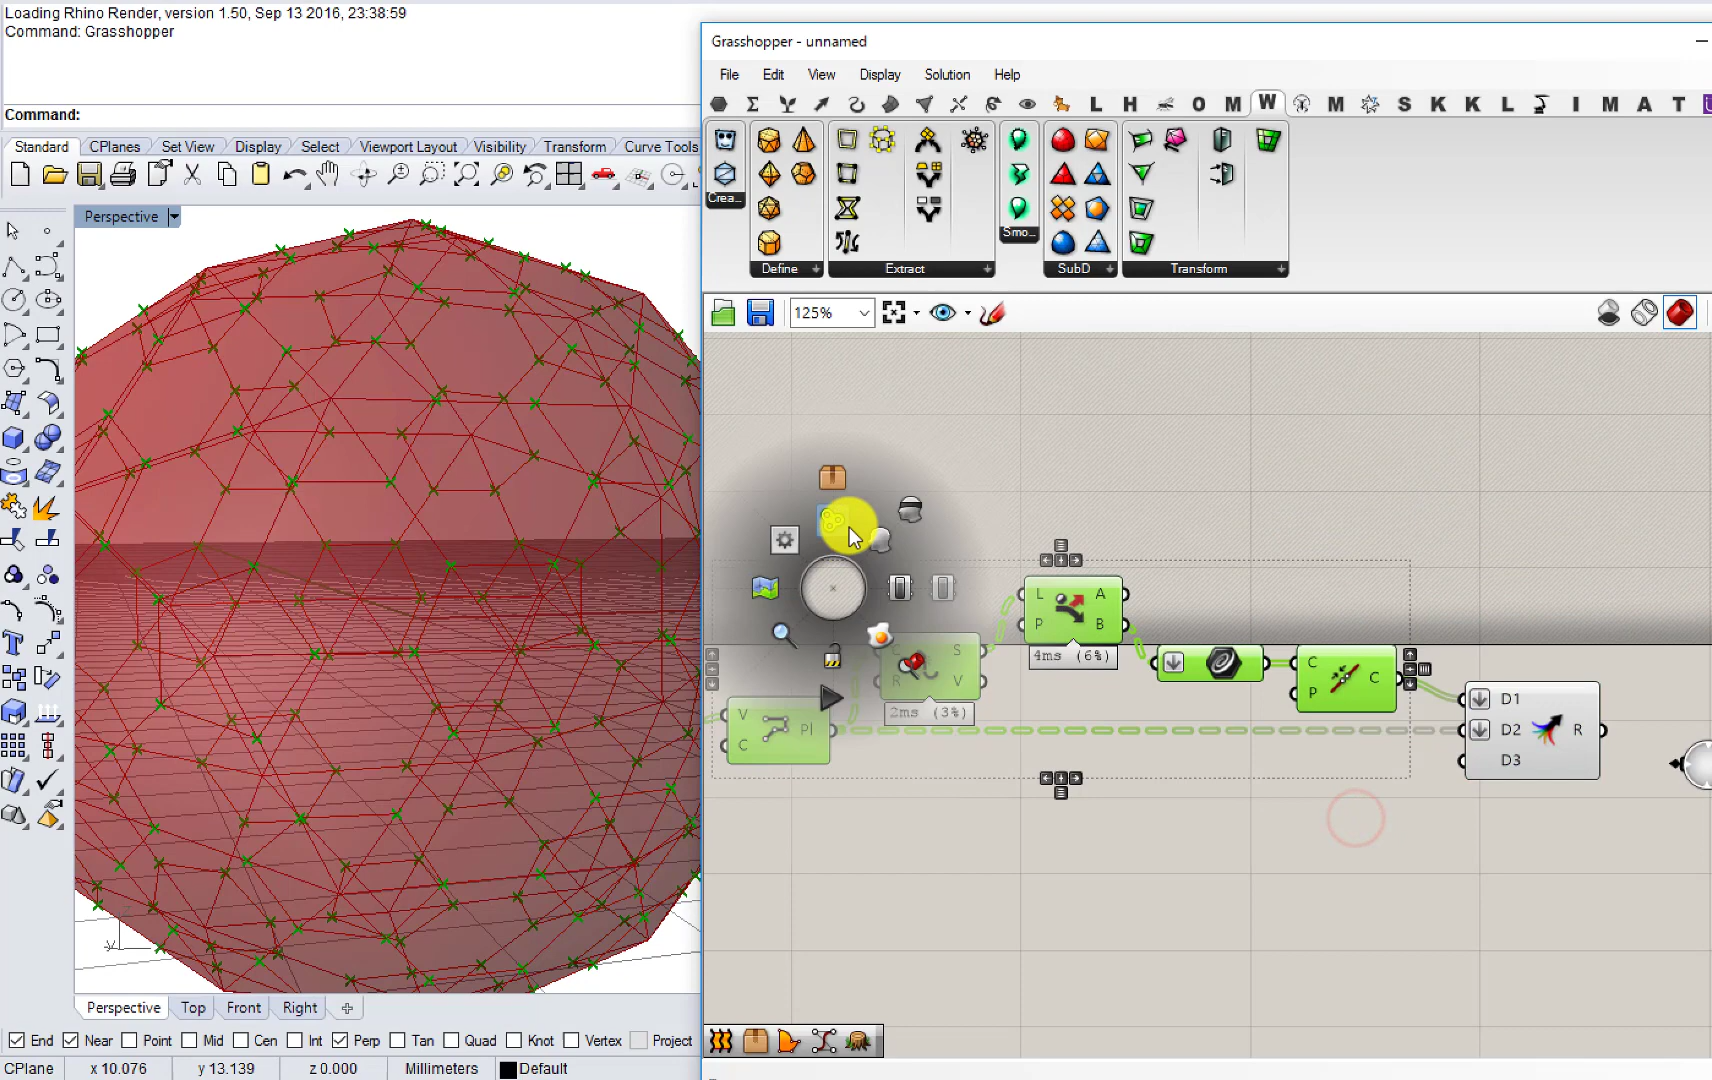 Loading Rhino Render, version 1.50, Sep 13 2016, 23:38:59
Command: Grasshopper
Command:
Standard CPlanes Set View Display Select Viewport Layout Visibility Transform Curve Tools
Perspective
Grasshopper - unnamed
File Edit View Display Solution Help
L H O M W M S K K L I M A T
Crea... Define Extract Smo... SubD Transform
125%
L A
P B
4ms (6%)
S
R V
2ms (3%)
V Pl
C
C C
P
D1
D2 R
D3
y
Perspective Top Front Right
End Near Point Mid Cen Int Perp Tan Quad Knot Vertex Project
CPlane x 10.076 y 13.139 z 0.000 Millimeters Default